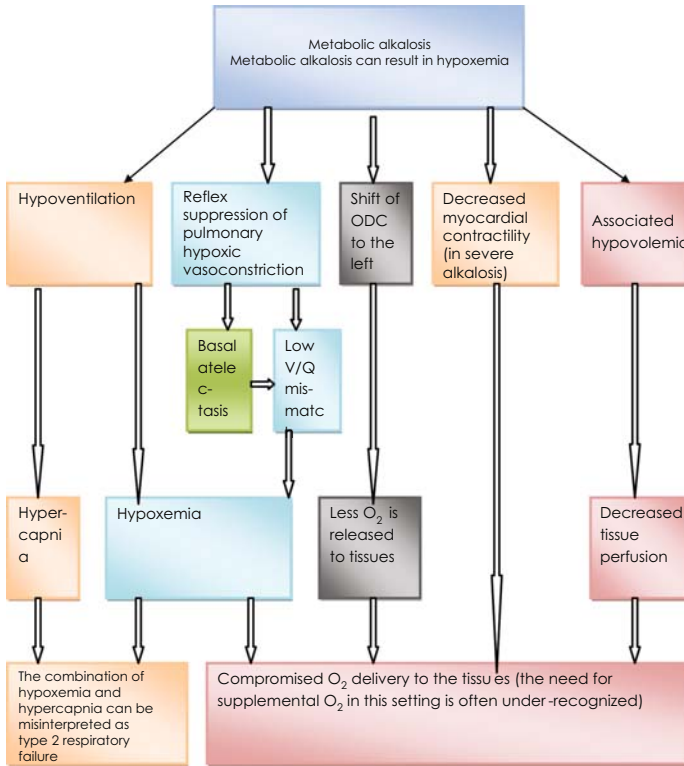 Metabolic alkalosis
Metabolic alkalosis can result in hypoxemia
Hypoventilation
Reflex
suppression of
pulmonary
hypoxic
vasoconstriction
Shift of
ODC to
the left
Decreased
myocardial
contractility
(in severe
alkalosis)
Associated
hypovolemic
Basal
atele
c-
tasis
Low
V/Q
mis-
matc
Hyper-
capni
a
Hypoxemia
Less O₂ is
released
to tissues
Decreased
tissue
perfusion
The combination of
hypoxemia and
hypercapnia can be
misinterpreted as
type 2 respiratory
failure
Compromised O₂ delivery to the tissues (the need for
supplemental O₂ in this setting is often under-recognized)